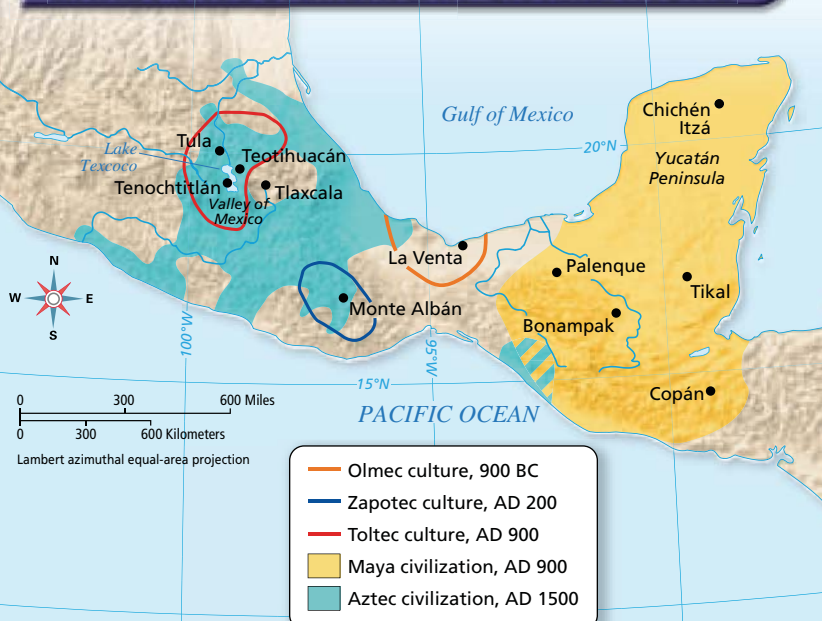 Gulf of Mexico
Chichén
Itzá
20°N
Yucatán
Peninsula
Tula
Lake
Texcoco
Teotihuacán
Tenochtitlán
Tlaxcala
Valley of
Mexico
La Venta
Palenque
Tikal
Monte Albán
Bonampak
N
W E
S
100°W
95°W
15°N
Copán
PACIFIC OCEAN
0 300 600 Miles
0 300 600 Kilometers
Lambert azimuthal equal-area projection
Olmec culture, 900 BC
Zapotec culture, AD 200
Toltec culture, AD 900
Maya civilization, AD 900
Aztec civilization, AD 1500